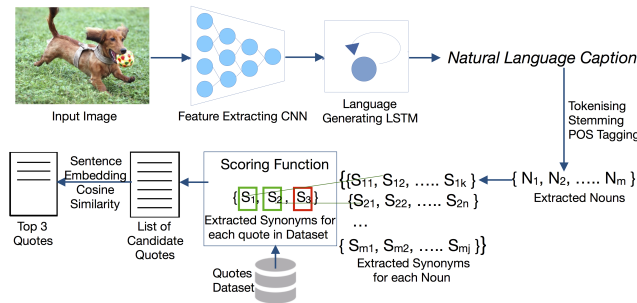 Input Image
Feature Extracting CNN
Language
Generating LSTM
Natural Language Caption
Tokenising
Stemming
POS Tagging
{ N1, N2, ..... Nm }
Extracted Nouns
{{S11, S12, ..... S1k }
{S21, S22, ..... S2n }
...
{ Sm1, Sm2, ..... Smj }}
Extracted Synonyms
for each Noun
Scoring Function
{ S1, S2, S3}
Extracted Synonyms for
each quote in Dataset
Quotes
Dataset
List of
Candidate
Quotes
Sentence
Embedding
Cosine
Similarity
Top 3
Quotes